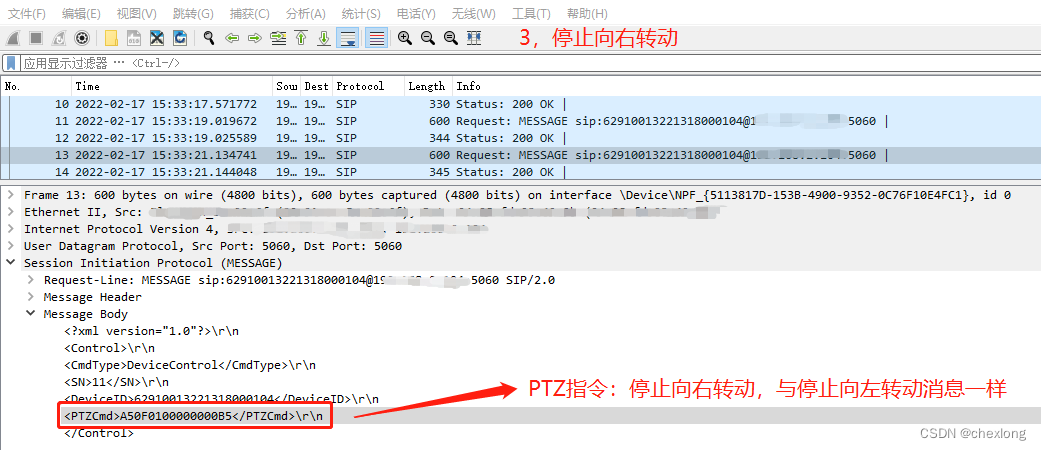 文件(F) 编辑(E) 视图(V) 跳转(G) 捕获(C) 分析(A) 统计(S) 电话(Y) 无线(W) 工具(T) 帮助(H)
3，停止向右转动
应用显示过滤器 … <Ctrl-/>
No. Time Sou Dest Protocol Length Info
10 2022-02-17 15:33:17.571772 19… 19… SIP 330 Status: 200 OK |
11 2022-02-17 15:33:19.019672 19… 19… SIP 600 Request: MESSAGE sip:62910013221318000104@1 5060 |
12 2022-02-17 15:33:19.025589 19… 19… SIP 344 Status: 200 OK |
13 2022-02-17 15:33:21.134741 19… 19… SIP 600 Request: MESSAGE sip:62910013221318000104@1 5060 |
14 2022-02-17 15:33:21.144048 19… 19… SIP 345 Status: 200 OK |
Frame 13: 600 bytes on wire (4800 bits), 600 bytes captured (4800 bits) on interface \Device\NPF_{5113817D-153B-4900-9352-0C76F10E4FC1}, id 0
Ethernet II, Src:
Internet Protocol Version 4,
User Datagram Protocol, Src Port: 5060, Dst Port: 5060
Session Initiation Protocol (MESSAGE)
Request-Line: MESSAGE sip:62910013221318000104@19 5060 SIP/2.0
Message Header
Message Body
<?xml version="1.0"?>\r\n
<Control>\r\n
<CmdType>DeviceControl</CmdType>\r\n
<SN>11</SN>\r\n
<DeviceID>62910013221318000104</DeviceID>\r\n
<PTZCmd>A50F0100000000B5</PTZCmd>\r\n
</Control>
PTZ指令：停止向右转动，与停止向左转动消息一样
CSDN @chexlong